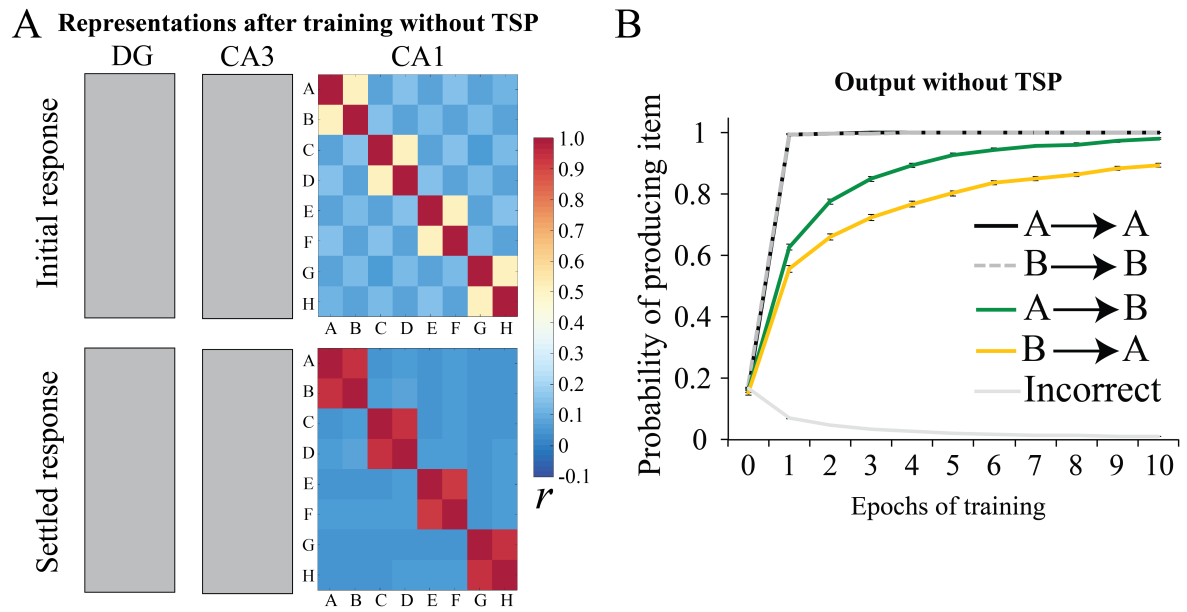 A
Representations after training without TSP
DG
CA3
CA1
Initial response
A
B
C
D
E
F
G
H
A B C D E F G H
Settled response
A
B
C
D
E
F
G
H
A B C D E F G H
1.0
0.9
0.8
0.7
0.6
0.5
0.4
0.3
0.2
0.1
0
-0.1
r
B
Output without TSP
Probability of producing item
1
0.8
0.6
0.4
0.2
0
0 1 2 3 4 5 6 7 8 9 10
Epochs of training
A → A
B → B
A → B
B → A
Incorrect